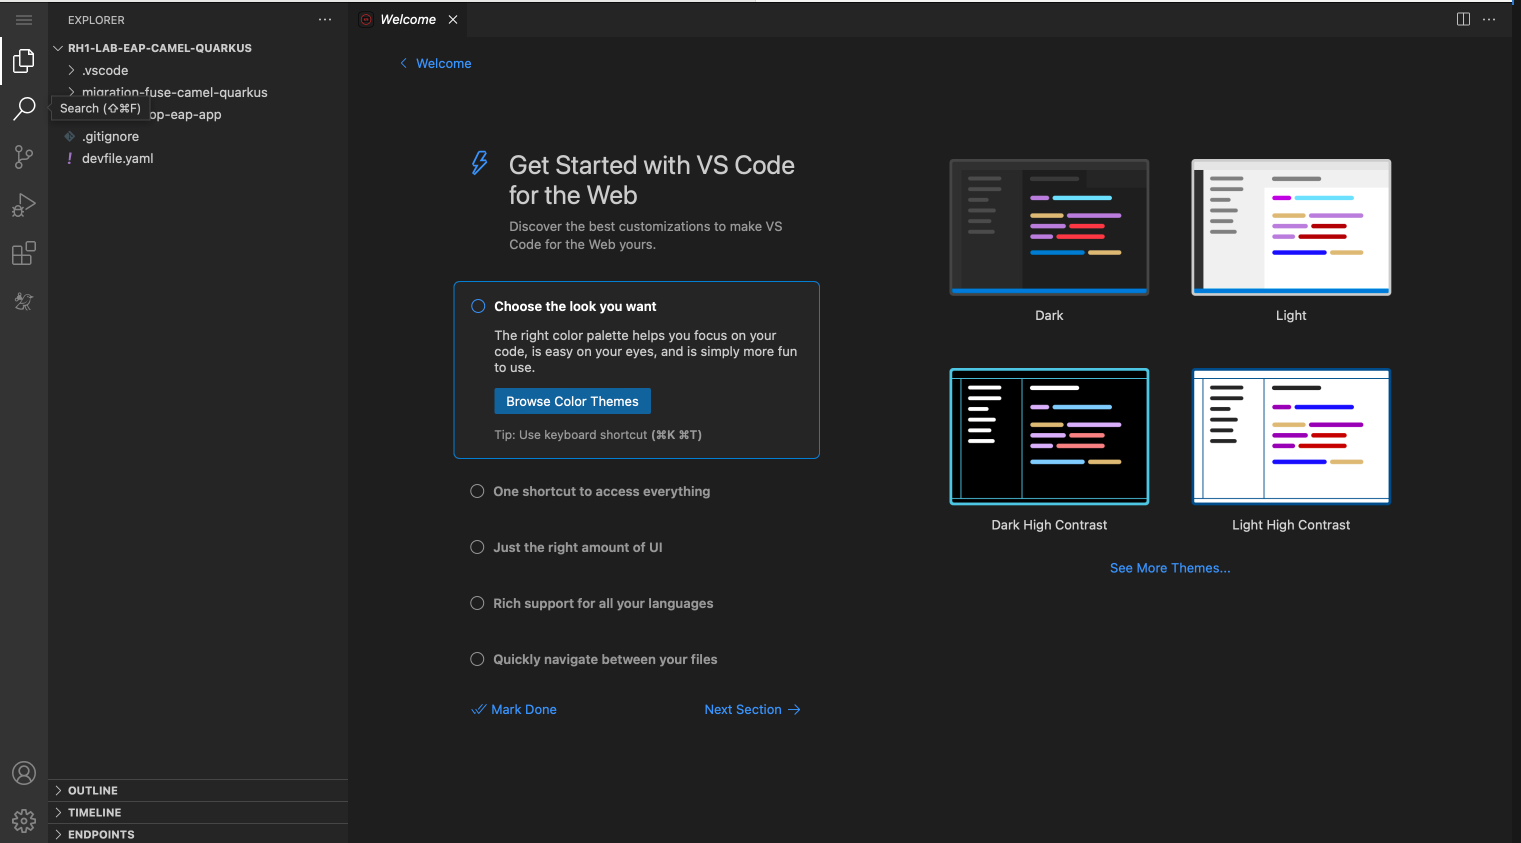 EXPLORER
Welcome
RH1-LAB-EAP-CAMEL-QUARKUS
.vscode
migration-fuse-camel-quarkus
Search (⇧⌘F)
op-eap-app
.gitignore
! devfile.yaml
OUTLINE
TIMELINE
ENDPOINTS
Welcome
Get Started with VS Code
for the Web
Discover the best customizations to make VS
Code for the Web yours.
Choose the look you want
The right color palette helps you focus on your
code, is easy on your eyes, and is simply more fun
to use.
Browse Color Themes
Tip: Use keyboard shortcut (⌘K ⌘T)
One shortcut to access everything
Just the right amount of UI
Rich support for all your languages
Quickly navigate between your files
Mark Done
Next Section
Dark
Light
Dark High Contrast
Light High Contrast
See More Themes...